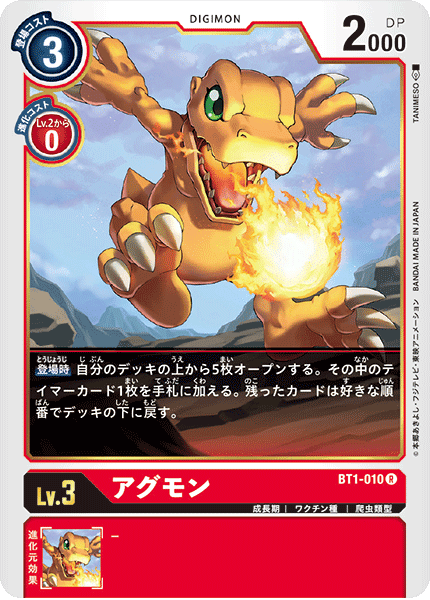 DIGIMON
登場コスト
3
2000
DP
進化コスト
Lv.2から
0
TANIMESO
©本郷あきよし・フジテレビ・東映アニメーション BANDAI MADE IN JAPAN
登場時 自分のデッキの上から5枚オープンする。その中のテ
イマーカード1枚を手札に加える。残ったカードは好きな順
番でデッキの下に戻す。
BT1-010 R
Lv.3
アグモン
成長期 | ワクチン種 | 爬虫類型
進化元効果
-